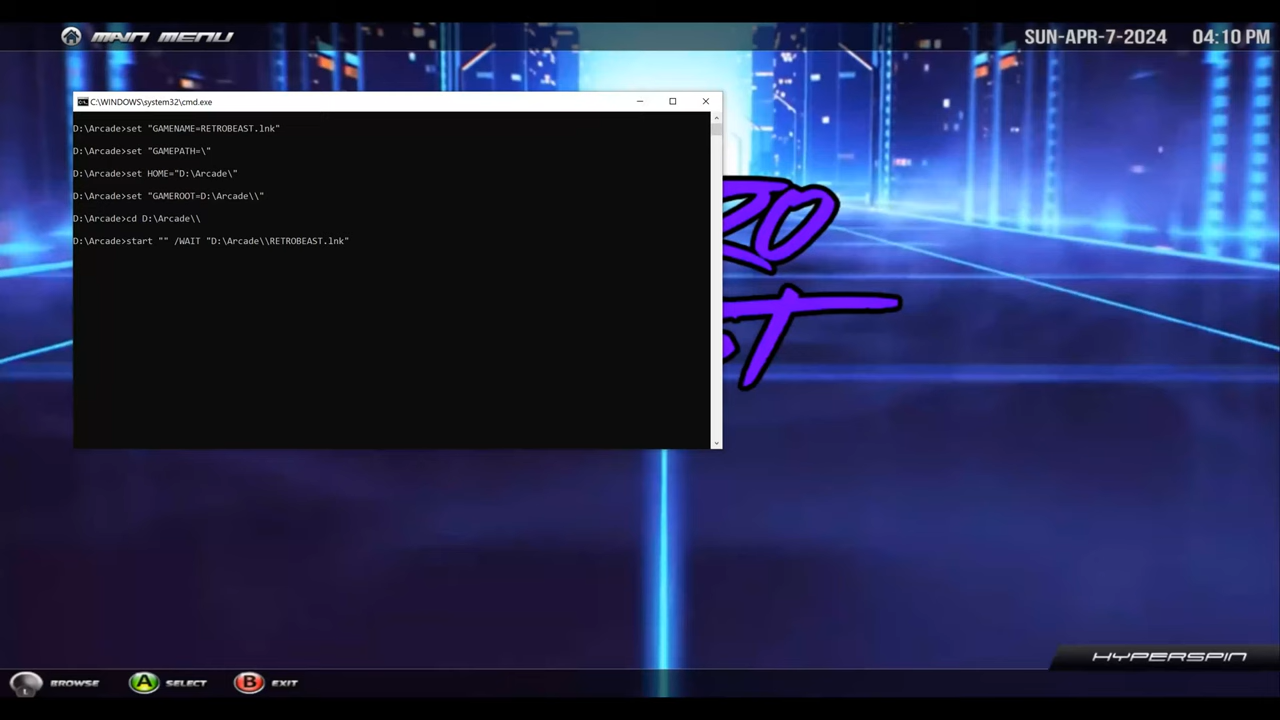 MAIN MENU
SUN-APR-7-2024 04:10 PM
C:\WINDOWS\system32\cmd.exe
D:\Arcade>set "GAMENAME=RETROBEAST.lnk"
D:\Arcade>set "GAMEPATH=\"
D:\Arcade>set HOME="D:\Arcade\"
D:\Arcade>set "GAMEROOT=D:\Arcade\\"
D:\Arcade>cd D:\Arcade\\
D:\Arcade>start "" /WAIT "D:\Arcade\\RETROBEAST.lnk"
HYPERSPIN
L BROWSE A SELECT B EXIT